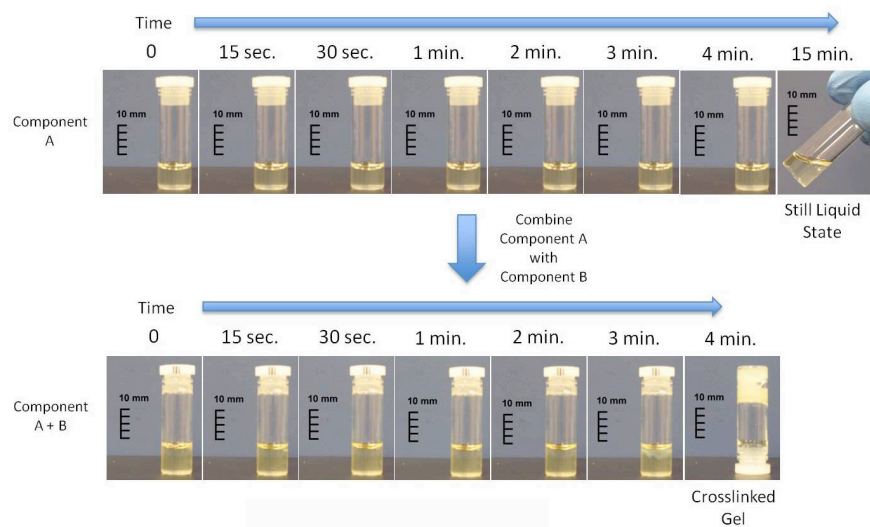 Time
0 15 sec. 30 sec. 1 min. 2 min. 3 min. 4 min. 15 min.
Component
A
10 mm 10 mm 10 mm 10 mm 10 mm 10 mm 10 mm 10 mm
Still Liquid
State
Combine
Component A
with
Component B
Time
0 15 sec. 30 sec. 1 min. 2 min. 3 min. 4 min.
Component
A + B
10 mm 10 mm 10 mm 10 mm 10 mm 10 mm 10 mm
Crosslinked
Gel